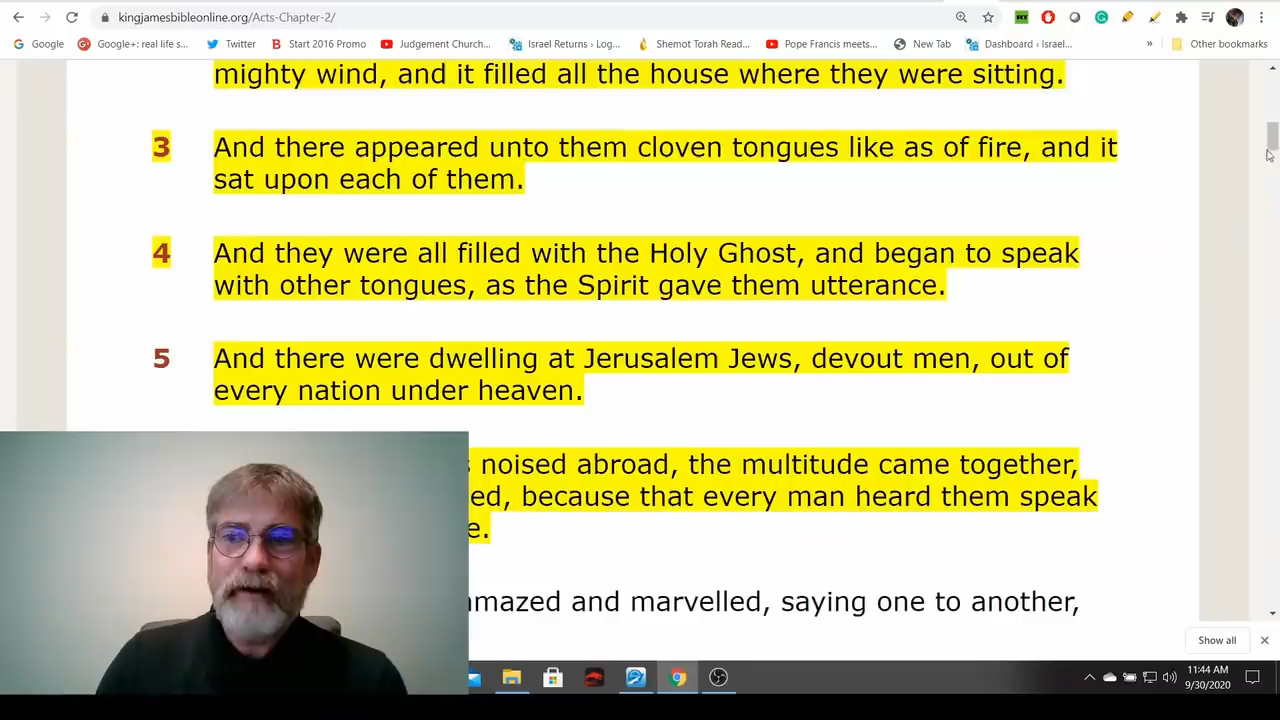 kingjamesbibleonline.org/Acts-Chapter-2/
Google Google+: real life s... Twitter Start 2016 Promo Judgement Church... Israel Returns › Log... Shemot Torah Read... Pope Francis meets... New Tab Dashboard ‹ Israel... » Other bookmarks
mighty wind, and it filled all the house where they were sitting.
3 And there appeared unto them cloven tongues like as of fire, and it
sat upon each of them.
4 And they were all filled with the Holy Ghost, and began to speak
with other tongues, as the Spirit gave them utterance.
5 And there were dwelling at Jerusalem Jews, devout men, out of
every nation under heaven.
noised abroad, the multitude came together,
ed, because that every man heard them speak
e.
mazed and marvelled, saying one to another,
Show all
11:44 AM
9/30/2020